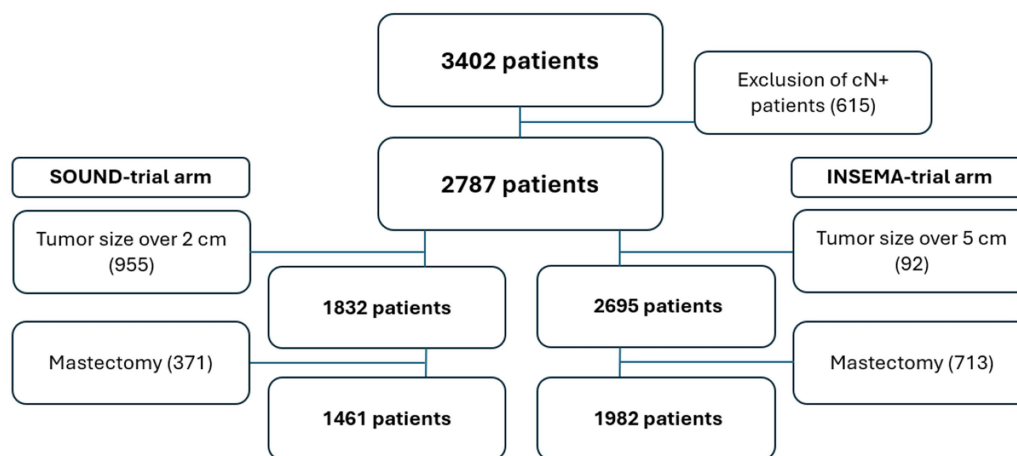 3402 patients
Exclusion of cN+
patients (615)
2787 patients
SOUND-trial arm
INSEMA-trial arm
Tumor size over 2 cm
(955)
Tumor size over 5 cm
(92)
1832 patients
2695 patients
Mastectomy (371)
Mastectomy (713)
1461 patients
1982 patients